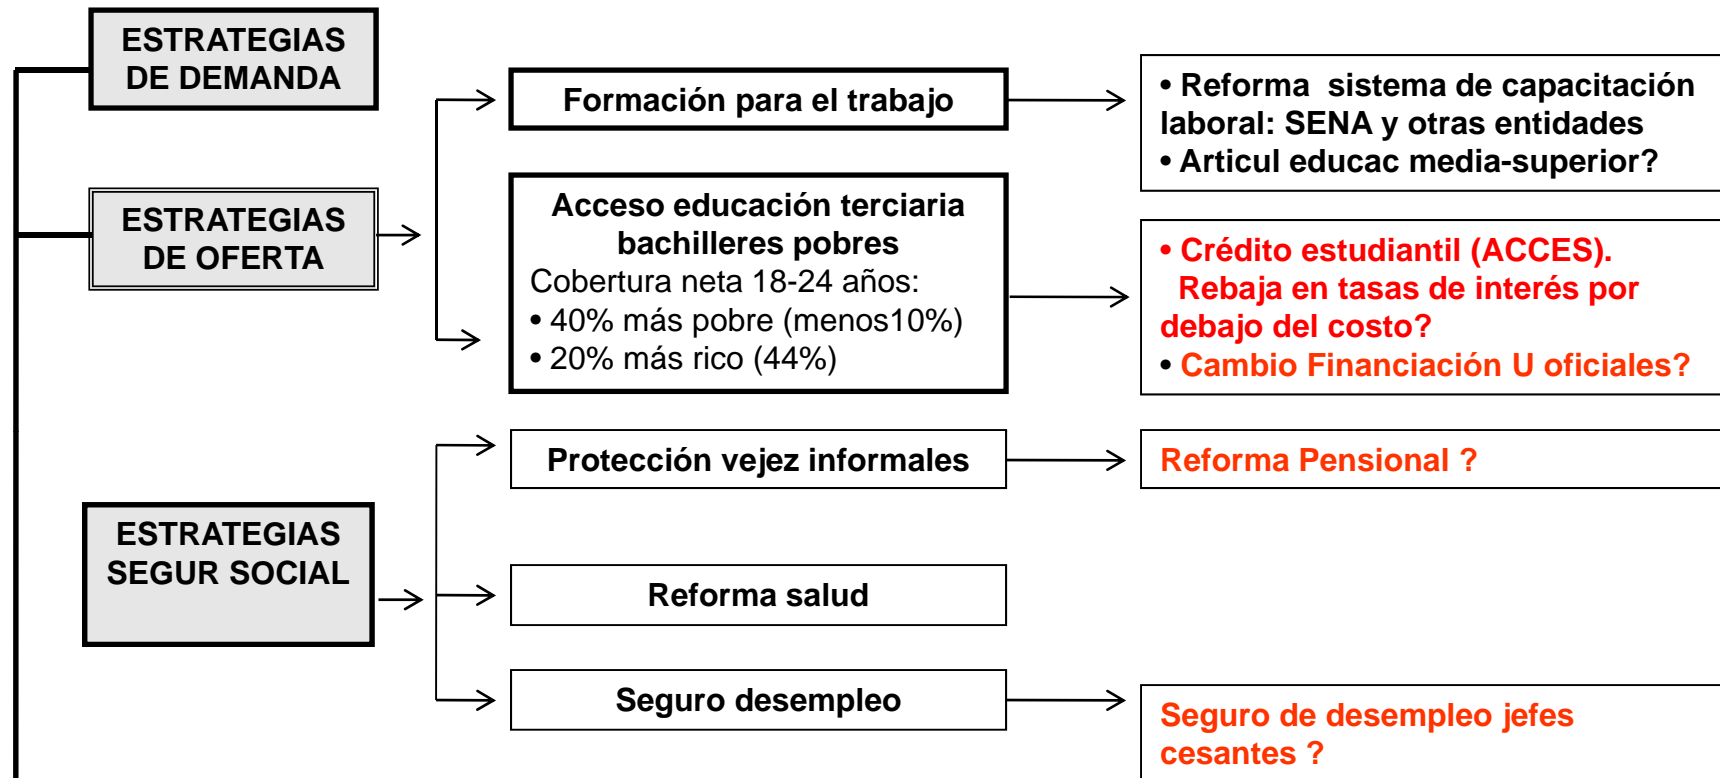 ESTRATEGIAS
DE DEMANDA
Formación para el trabajo
• Reforma sistema de capacitación
laboral: SENA y otras entidades
• Articul educac media-superior?
ESTRATEGIAS
DE OFERTA
Acceso educación terciaria
bachilleres pobres
Cobertura neta 18-24 años:
• 40% más pobre (menos10%)
• 20% más rico (44%)
• Crédito estudiantil (ACCES).
Rebaja en tasas de interés por
debajo del costo?
• Cambio Financiación U oficiales?
ESTRATEGIAS
SEGUR SOCIAL
Protección vejez informales
Reforma Pensional ?
Reforma salud
Seguro desempleo
Seguro de desempleo jefes
cesantes ?